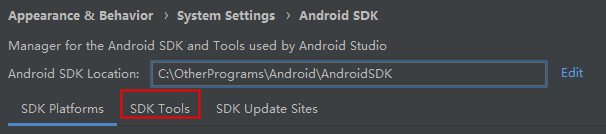 Appearance & Behavior › System Settings › Android SDK
Manager for the Android SDK and Tools used by Android Studio
Android SDK Location: C:\OtherPrograms\Android\AndroidSDK Edit
SDK Platforms SDK Tools SDK Update Sites